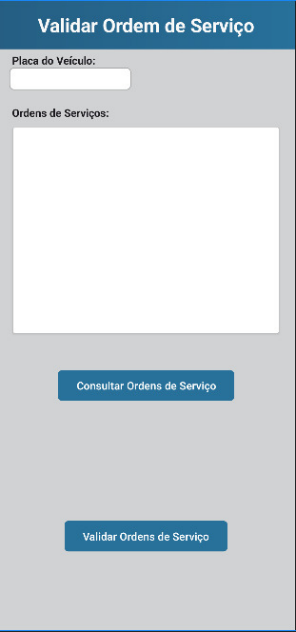 Validar Ordem de Serviço
Placa do Veículo:
Ordens de Serviços:
Consultar Ordens de Serviço
Validar Ordens de Serviço